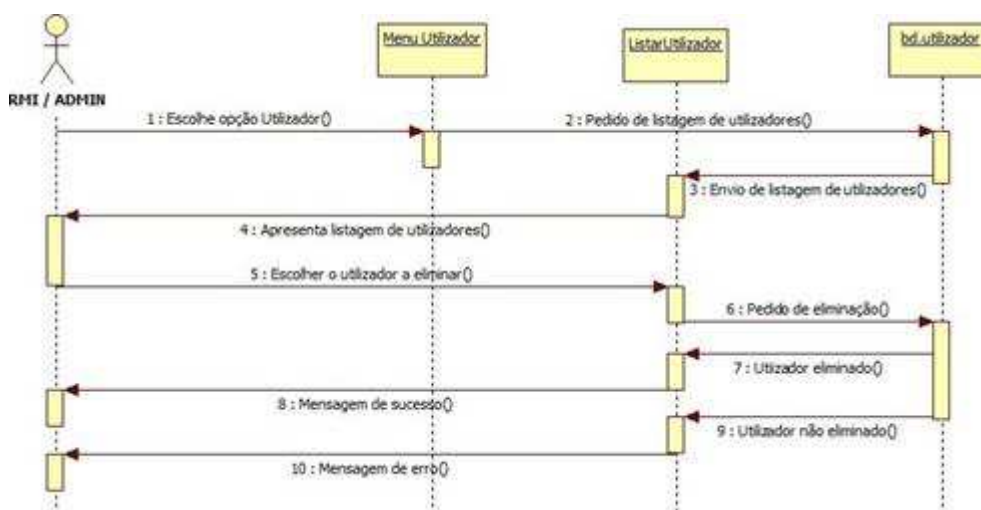 Menu Utilizador
ListarUtilizador
bd.utilizador
RMI / ADMIN
1 : Escolhe opção Utilizador()
2 : Pedido de listagem de utilizadores()
3 : Envio de listagem de utilizadores()
4 : Apresenta listagem de utilizadores()
5 : Escolher o utilizador a eliminar()
6 : Pedido de eliminação()
7 : Utilizador eliminado()
8 : Mensagem de sucesso()
9 : Utilizador não eliminado()
10 : Mensagem de erro()